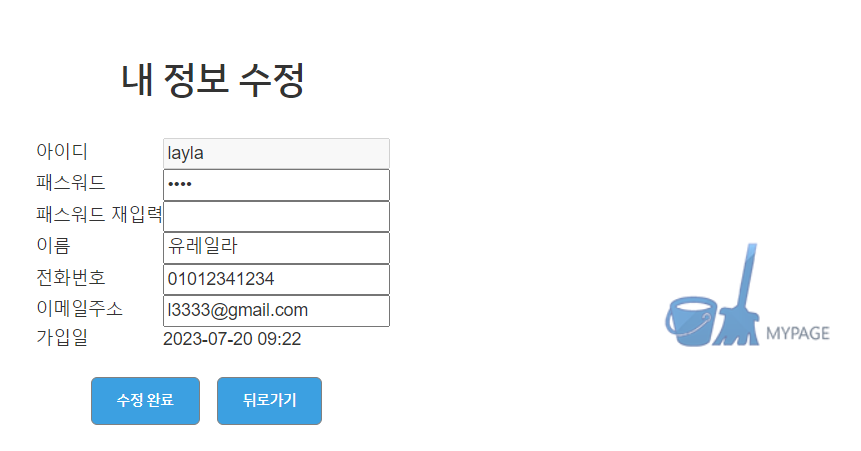 내 정보 수정
아이디 layla
패스워드 ••••
패스워드 재입력
이름 유레일라
전화번호 01012341234
이메일주소 l3333@gmail.com
가입일 2023-07-20 09:22
MYPAGE
수정 완료 뒤로가기